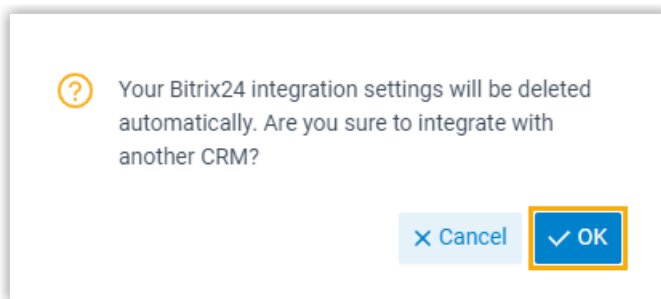 Your Bitrix24 integration settings will be deleted
automatically. Are you sure to integrate with
another CRM?
Cancel OK